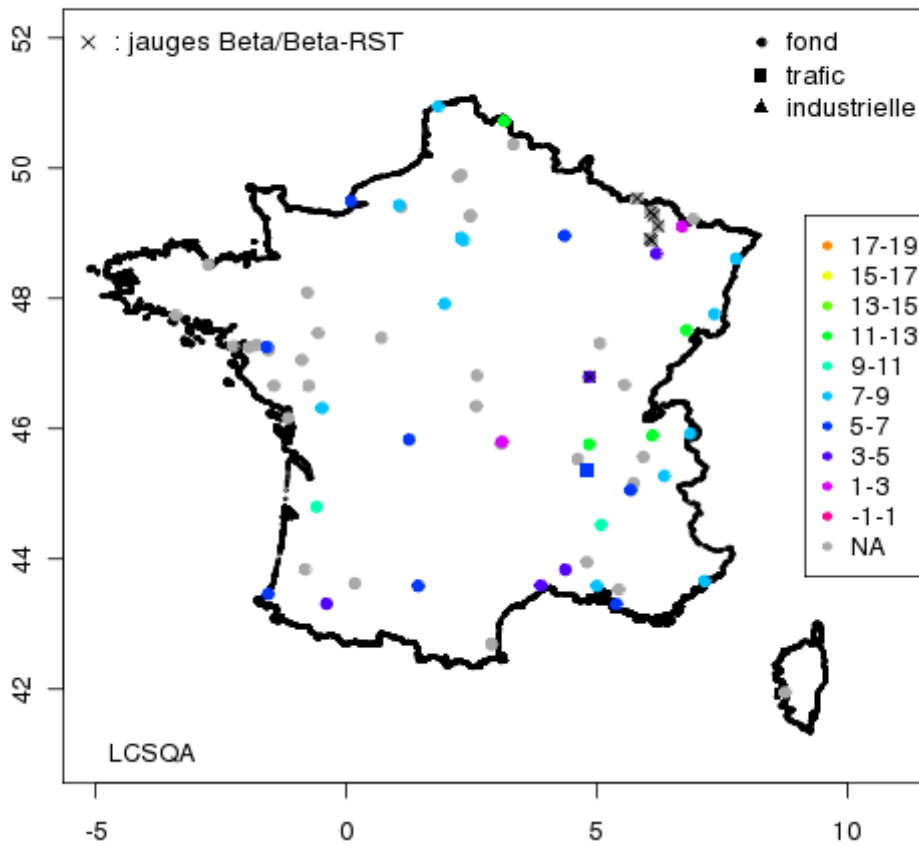 × : jauges Beta/Beta-RST
fond
trafic
industrielle
52
50
48
46
44
42
17-19
15-17
13-15
11-13
9-11
7-9
5-7
3-5
1-3
-1-1
NA
LCSQA
-5 0 5 10